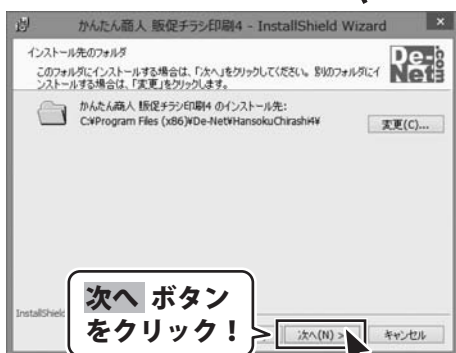 かんたん商人 販促チラシ印刷4 - InstallShield Wizard
インストール先のフォルダ
このフォルダにインストールする場合は、「次へ」をクリックしてください。別のフォルダにイ
ンストールする場合は、「変更」をクリックします。
De-
Net
かんたん商人 販促チラシ印刷4 のインストール先:
C:¥Program Files (x86)¥De-Net¥HansokuChirashi4¥
変更(C)...
次へ ボタン
をクリック！
InstallShield
次へ(N) >
キャンセル